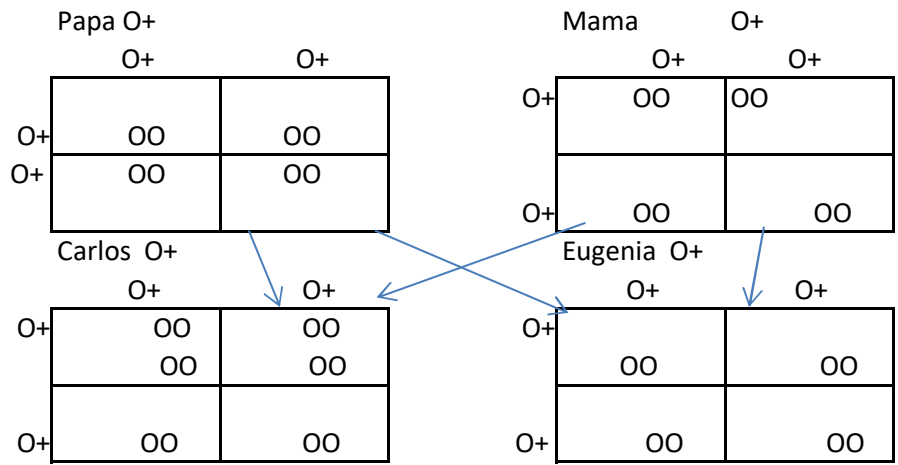 Papa O+ Mama O+
O+ O+ O+ O+
O+ OO OO
O+ OO OO
O+ OO OO
O+ OO OO
Carlos O+ Eugenia O+
O+ O+ O+ O+
O+ OO OO O+
OO OO OO OO
O+ OO OO O+ OO OO